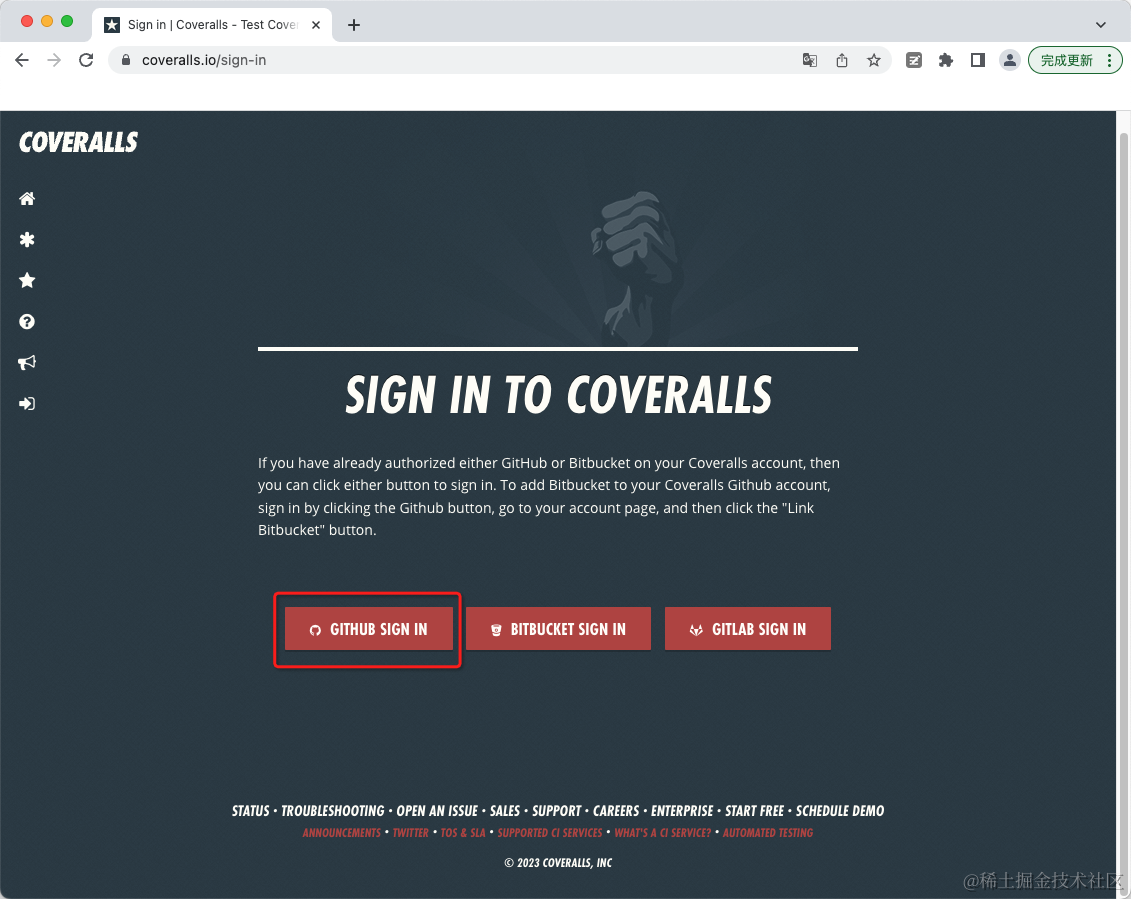 Sign in | Coveralls - Test Cover
coveralls.io/sign-in
完成更新
COVERALLS
SIGN IN TO COVERALLS
If you have already authorized either GitHub or Bitbucket on your Coveralls account, then
you can click either button to sign in. To add Bitbucket to your Coveralls Github account,
sign in by clicking the Github button, go to your account page, and then click the "Link
Bitbucket" button.
GITHUB SIGN IN BITBUCKET SIGN IN GITLAB SIGN IN
STATUS • TROUBLESHOOTING • OPEN AN ISSUE • SALES • SUPPORT • CAREERS • ENTERPRISE • START FREE • SCHEDULE DEMO
ANNOUNCEMENTS • TWITTER • TOS & SLA • SUPPORTED CI SERVICES • WHAT'S A CI SERVICE? • AUTOMATED TESTING
© 2023 COVERALLS, INC
@稀土掘金技术社区